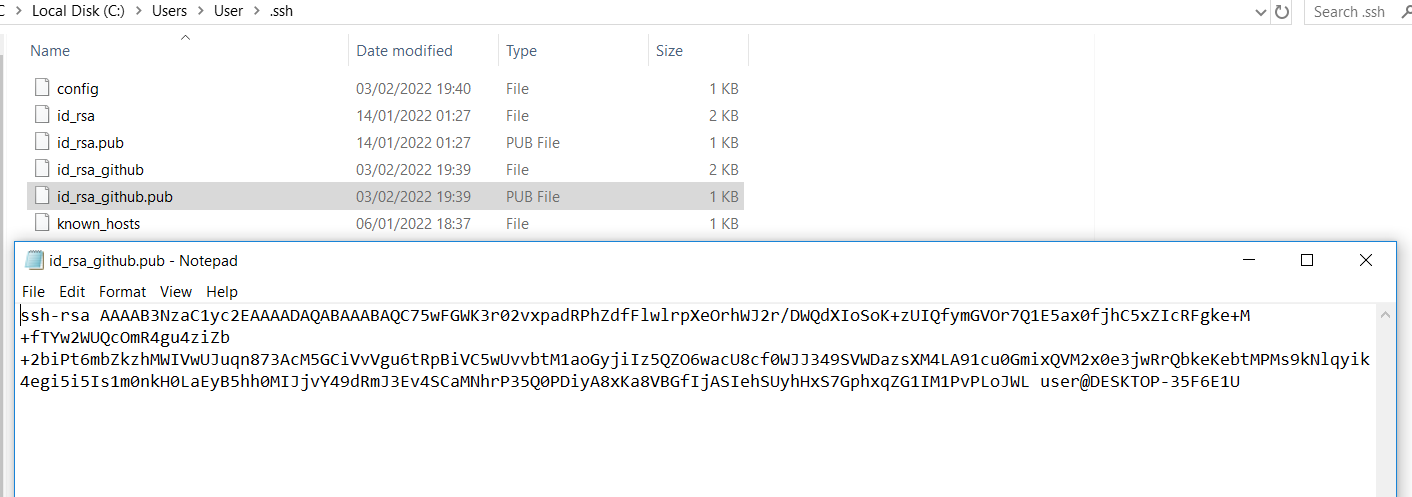 C > Local Disk (C:) > Users > User > .ssh
Search .ssh
Name Date modified Type Size
config 03/02/2022 19:40 File 1 KB
id_rsa 14/01/2022 01:27 File 2 KB
id_rsa.pub 14/01/2022 01:27 PUB File 1 KB
id_rsa_github 03/02/2022 19:39 File 2 KB
id_rsa_github.pub 03/02/2022 19:39 PUB File 1 KB
known_hosts 06/01/2022 18:37 File 1 KB
id_rsa_github.pub - Notepad
File Edit Format View Help
ssh-rsa AAAAB3NzaC1yc2EAAAADAQABAAABAQC75wFGWK3r02vxpadRPhZdfFlwlrpXeOrhWJ2r/DWQdXIoSoK+zUIQfymGVOr7Q1E5ax0fjhC5xZIcRFgke+M
+fTYw2WUQcOmR4gu4ziZb
+2biPt6mbZkzhMWIVwUJuqn873AcM5GCiVvVgu6tRpBiVC5wUvvbtM1aoGyjiIz5QZO6wacU8cf0WJJ349SVWDazsXM4LA91cu0GmixQVM2x0e3jwRrQbkeKebtMPMs9kNlqyik
4egi5i5Is1m0nkH0LaEyB5hh0MIJjvY49dRmJ3Ev4SCaMNhrP35Q0PDiyA8xKa8VBGfIjASIehSUyhHxS7GphxqZG1IM1PvPLoJWL user@DESKTOP-35F6E1U